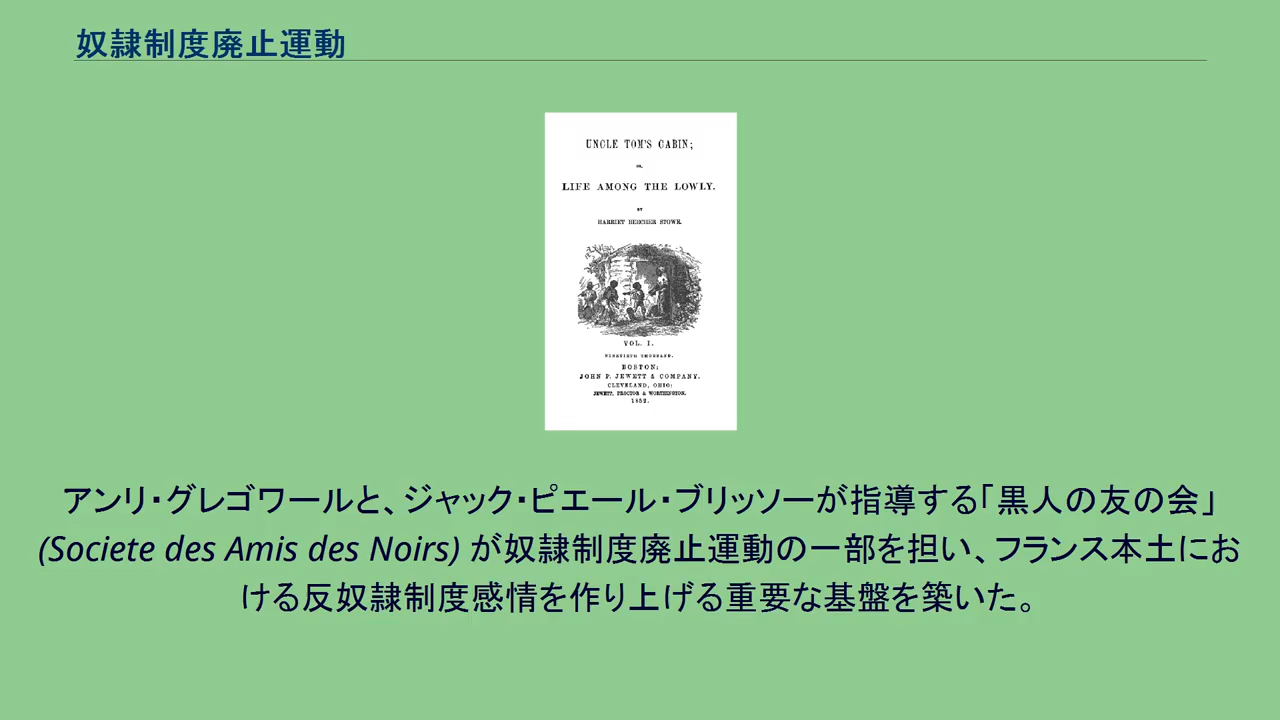 奴隷制度廃止運動
UNCLE TOM'S CABIN;
OR,
LIFE AMONG THE LOWLY.
BY
HARRIET BEECHER STOWE.
VOL. I.
NINETIETH THOUSAND.
BOSTON:
JOHN P. JEWETT & COMPANY.
CLEVELAND, OHIO:
JEWETT, PROCTOR & WORTHINGTON.
1852.
アンリ・グレゴワールと、ジャック・ピエール・ブリッソーが指導する「黒人の友の会」
(Societe des Amis des Noirs) が奴隷制度廃止運動の一部を担い、フランス本土にお
ける反奴隷制度感情を作り上げる重要な基盤を築いた。